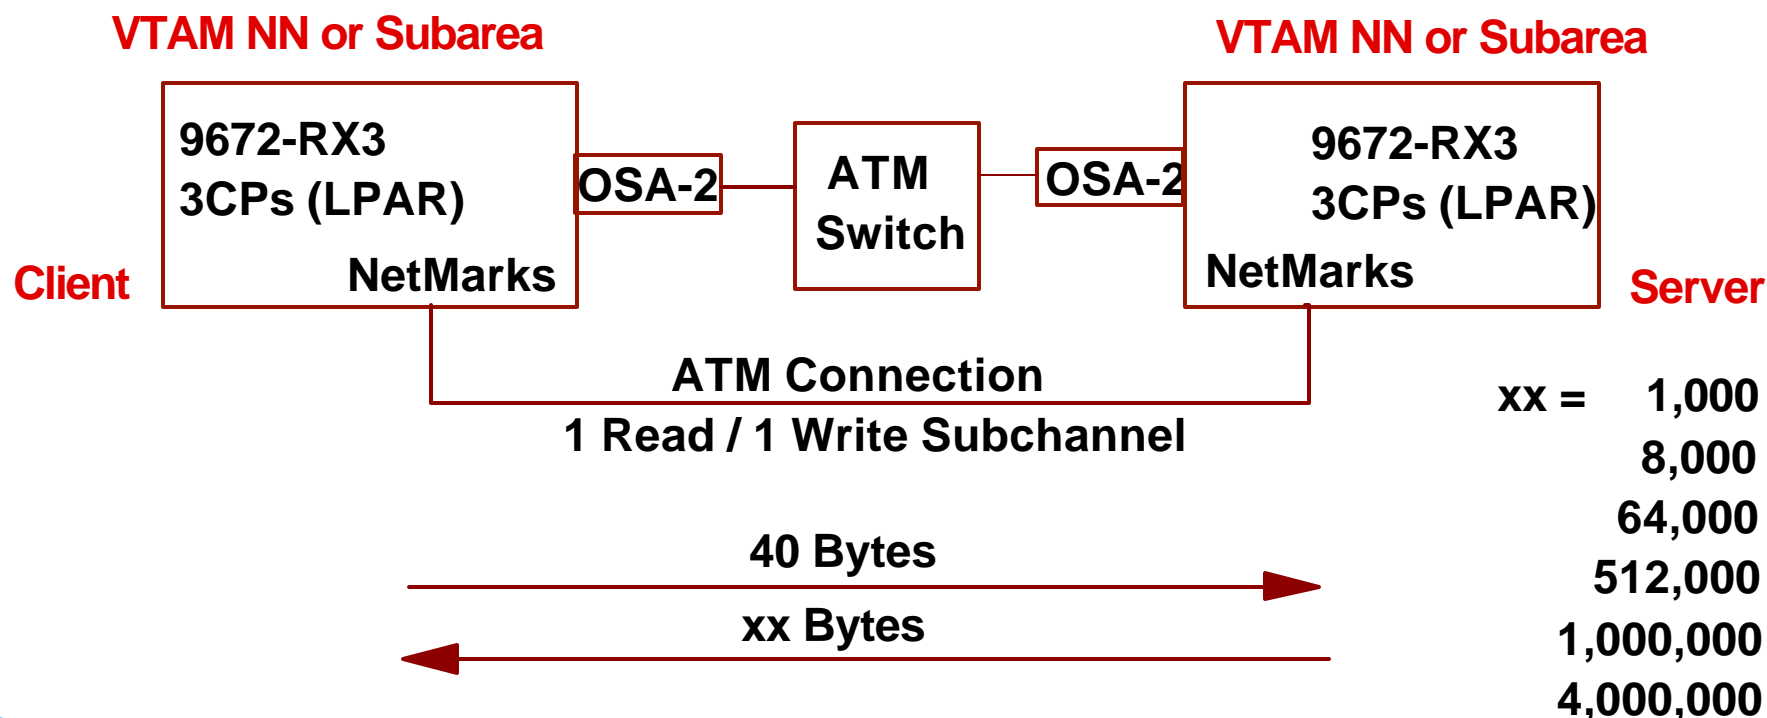 VTAM NN or Subarea
VTAM NN or Subarea
9672-RX3
3CPs (LPAR)
NetMarks
OSA-2
ATM
Switch
OSA-2
9672-RX3
3CPs (LPAR)
NetMarks
Client
Server
ATM Connection
1 Read / 1 Write Subchannel
40 Bytes
xx Bytes
xx = 1,000
8,000
64,000
512,000
1,000,000
4,000,000